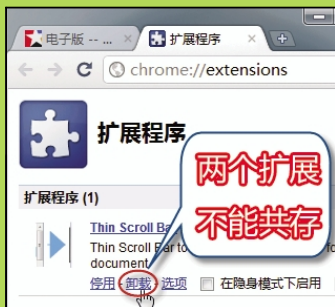 电子版 -- ...
扩展程序
chrome://extensions
扩展程序
扩展程序 (1)
Thin Scroll Ba
Thin Scroll Bar to
document
停用 卸载 选项 在隐身模式下启用
两个扩展
不能共存